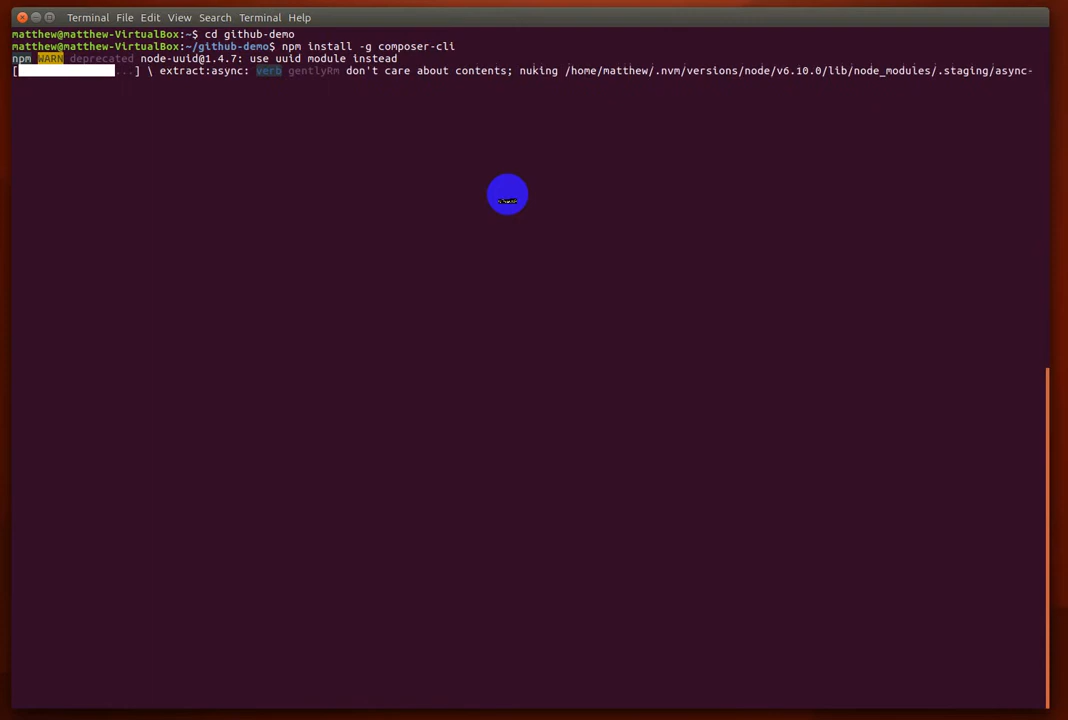 Terminal File Edit View Search Terminal Help
matthew@matthew-VirtualBox:~$ cd github-demo
matthew@matthew-VirtualBox:~/github-demo$ npm install -g composer-cli
npm WARN deprecated node-uuid@1.4.7: use uuid module instead
[ ...] \ extract:async: verb gentlyRm don't care about contents; nuking /home/matthew/.nvm/versions/node/v6.10.0/lib/node_modules/.staging/async-